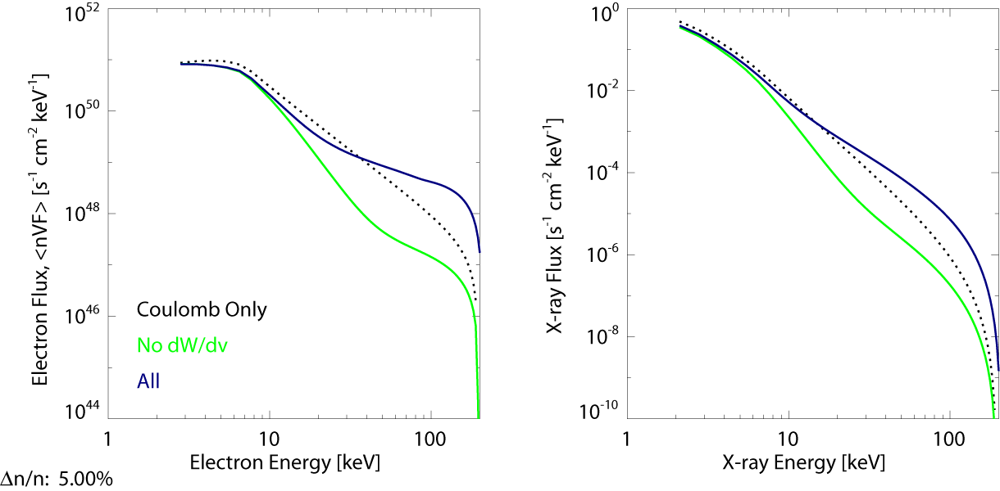 10^52
10^50
10^48
10^46
10^44
Electron Flux, <nVF> [s^-1 cm^-2 keV^-1]
Coulomb Only
No dW/dv
All
1
10
100
Electron Energy [keV]
Δn/n: 5.00%
10^0
10^-2
10^-4
10^-6
10^-8
10^-10
X-ray Flux [s^-1 cm^-2 keV^-1]
1
10
100
X-ray Energy [keV]